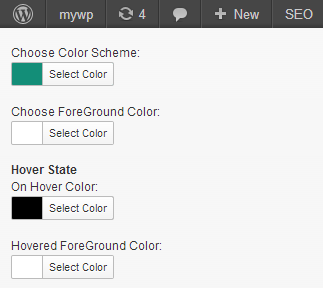 mywp 4 + New SEO
Choose Color Scheme:
Select Color
Choose ForeGround Color:
Select Color
Hover State
On Hover Color:
Select Color
Hovered ForeGround Color:
Select Color